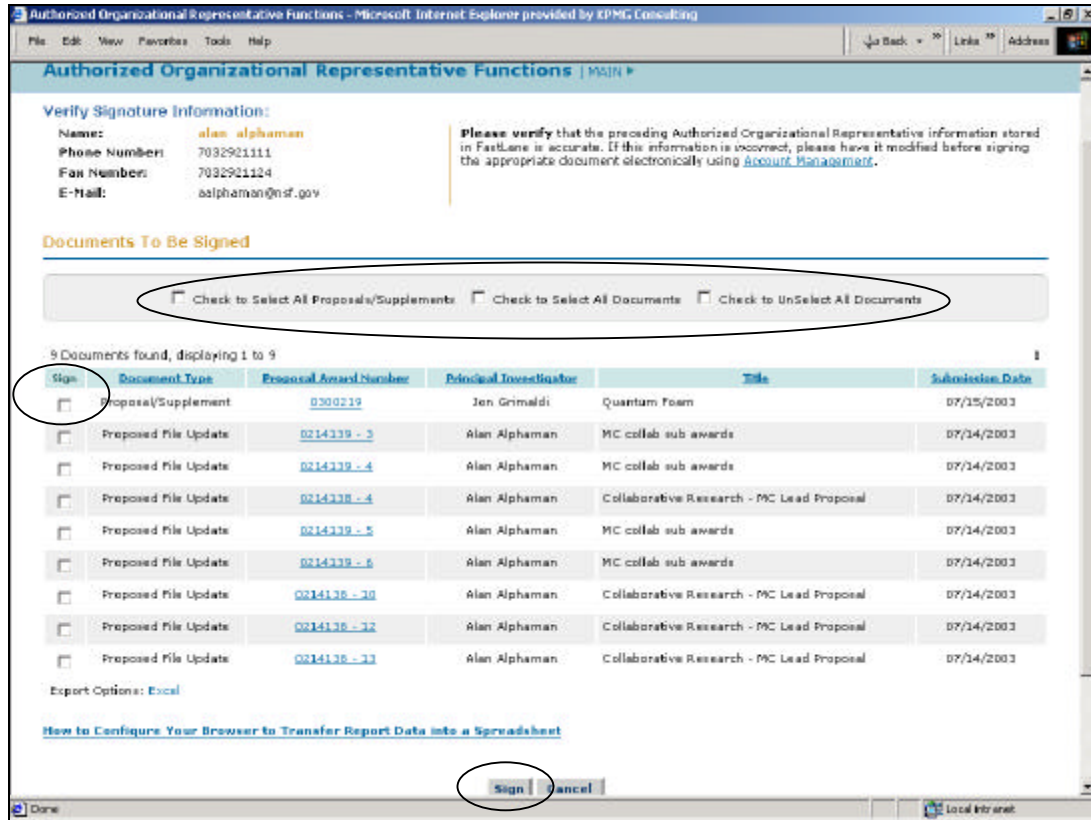 Authorized Organizational Representative Functions - Microsoft Internet Explorer provided by KPMG Consulting
File Edit View Favorites Tools Help Back Links Address
Authorized Organizational Representative Functions | MAIN
Verify Signature Information:
Name: alan alphaman
Phone Number: 7032921111
Fax Number: 7032921124
E-Mail: aalphaman@nsf.gov
Please verify that the preceding Authorized Organizational Representative information stored
in FastLane is accurate. If this information is incorrect, please have it modified before signing
the appropriate document electronically using Account Management.
Documents To Be Signed
Check to Select All Proposals/Supplements Check to Select All Documents Check to UnSelect All Documents
9 Documents found, displaying 1 to 9 1
Sign Document Type Proposal Award Number Principal Investigator Title Submission Date
Proposal/Supplement 0300219 Jon Grimaldi Quantum Foam 07/15/2003
Proposed File Update 0214139 - 3 Alan Alphaman MC collab sub awards 07/14/2003
Proposed File Update 0214139 - 4 Alan Alphaman MC collab sub awards 07/14/2003
Proposed File Update 0214138 - 4 Alan Alphaman Collaborative Research - MC Lead Proposal 07/14/2003
Proposed File Update 0214139 - 5 Alan Alphaman MC collab sub awards 07/14/2003
Proposed File Update 0214139 - 6 Alan Alphaman MC collab sub awards 07/14/2003
Proposed File Update 0214136 - 10 Alan Alphaman Collaborative Research - MC Lead Proposal 07/14/2003
Proposed File Update 0214136 - 12 Alan Alphaman Collaborative Research - MC Lead Proposal 07/14/2003
Proposed File Update 0214136 - 13 Alan Alphaman Collaborative Research - MC Lead Proposal 07/14/2003
Export Options: Excel
How to Configure Your Browser to Transfer Report Data into a Spreadsheet
Sign Cancel
Done Local intranet